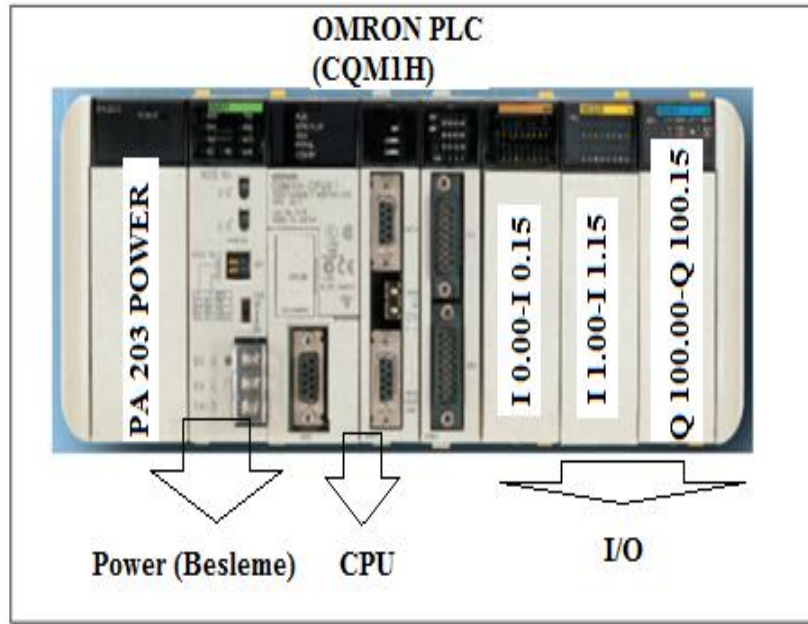 OMRON PLC
(CQM1H)
PA 203 POWER
I 0.00-I 0.15
I 1.00-I 1.15
Q 100.00-Q 100.15
Power (Besleme)
CPU
I/O